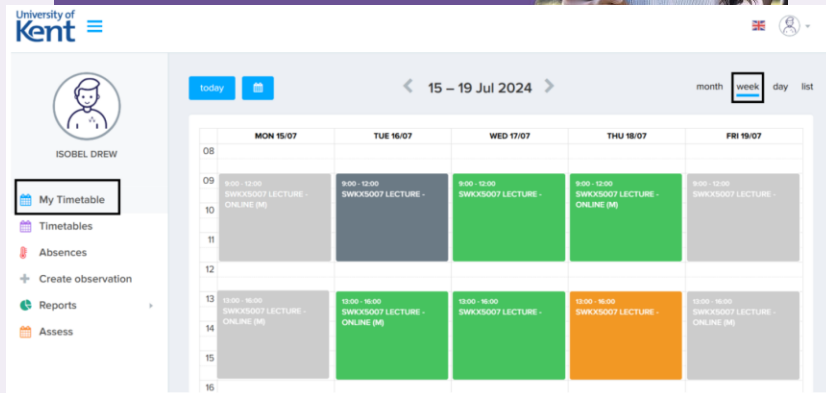 University of
Kent
today
15 – 19 Jul 2024
month week day list
ISOBEL DREW
My Timetable
Timetables
Absences
Create observation
Reports
Assess
MON 15/07 TUE 16/07 WED 17/07 THU 18/07 FRI 19/07
08
09
10
11
12
13
14
15
16
9:00 - 12:00
SWKX5007 LECTURE -
ONLINE (M)
9:00 - 12:00
SWKX5007 LECTURE -
9:00 - 12:00
SWKX5007 LECTURE -
9:00 - 12:00
SWKX5007 LECTURE -
ONLINE (M)
9:00 - 12:00
SWKX5007 LECTURE -
13:00 - 16:00
SWKX5007 LECTURE -
ONLINE (M)
13:00 - 16:00
SWKX5007 LECTURE -
ONLINE (M)
13:00 - 16:00
SWKX5007 LECTURE -
13:00 - 16:00
SWKX5007 LECTURE -
13:00 - 16:00
SWKX5007 LECTURE -
ONLINE (M)